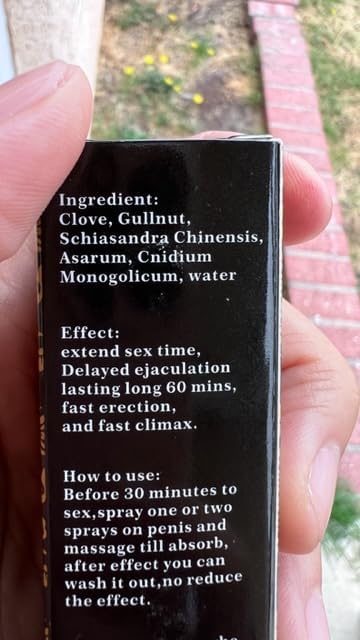 Ingredient:
Clove, Gullnut,
Schiasandra Chinensis,
Asarum, Cnidium
Monogolicum, water
Effect:
extend sex time,
Delayed ejaculation
lasting long 60 mins,
fast erection,
and fast climax.
How to use:
Before 30 minutes to
sex,spray one or two
sprays on penis and
massage till absorb,
after effect you can
wash it out,no reduce
the effect.